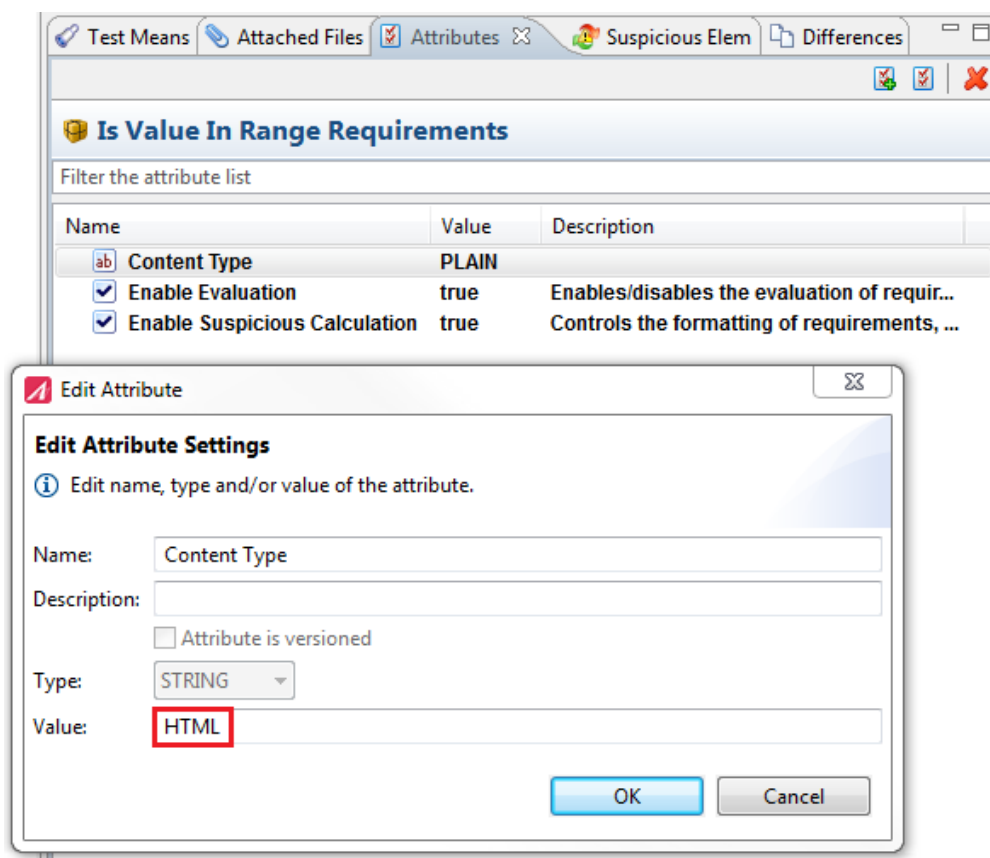 Test Means Attached Files Attributes Suspicious Elem Differences
Is Value In Range Requirements
Filter the attribute list
Name Value Description
ab Content Type PLAIN
Enable Evaluation true Enables/disables the evaluation of requir...
Enable Suspicious Calculation true Controls the formatting of requirements, ...
Edit Attribute
Edit Attribute Settings
Edit name, type and/or value of the attribute.
Name: Content Type
Description:
Attribute is versioned
Type: STRING
Value: HTML
OK Cancel